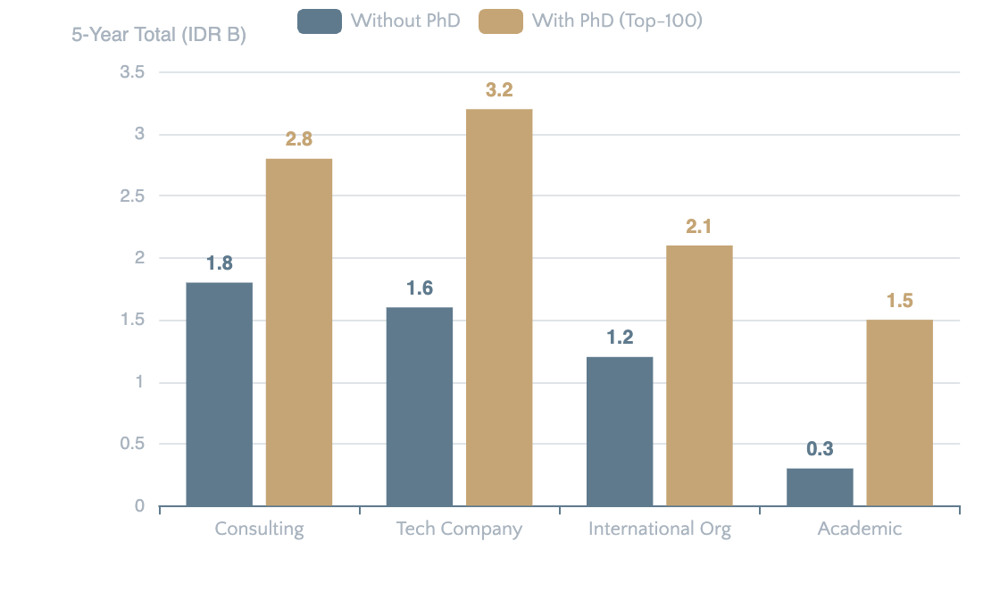 Without PhD
With PhD (Top-100)
5-Year Total (IDR B)
3.5
3
2.5
2
1.5
1
0.5
0
1.8
2.8
1.6
3.2
1.2
2.1
0.3
1.5
Consulting
Tech Company
International Org
Academic